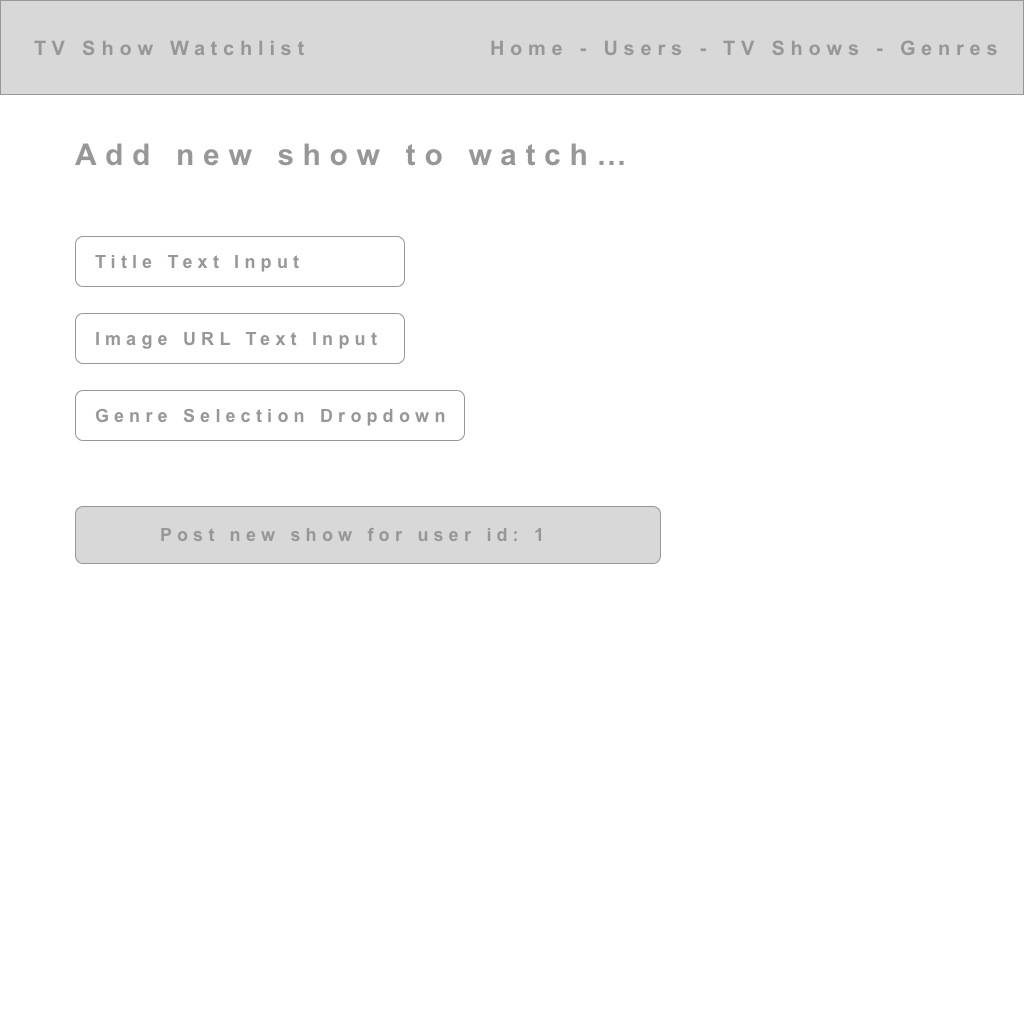 TV Show Watchlist
Home - Users - TV Shows - Genres
Add new show to watch...
Title Text Input
Image URL Text Input
Genre Selection Dropdown
Post new show for user id: 1